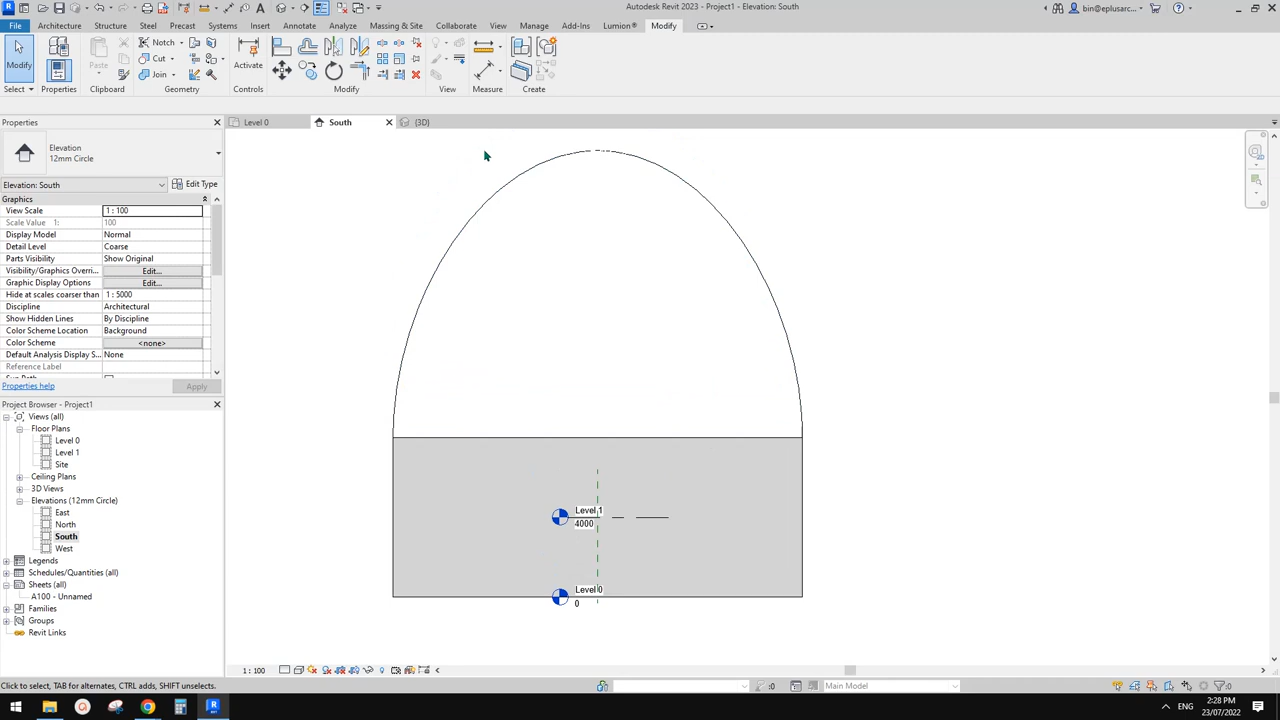 Autodesk Revit 2023 - Project1 - Elevation: South
bin@eplusarc...
File Architecture Structure Steel Precast Systems Insert Annotate Analyze Massing & Site Collaborate View Manage Add-Ins Lumion® Modify
Modify
Properties
Paste
Notch
Cut
Join
Activate
Select Properties Clipboard Geometry Controls Modify View Measure Create
Properties
Level 0
South
{3D}
Elevation
12mm Circle
Elevation: South
Edit Type
Graphics
View Scale 1 : 100
Scale Value 1: 100
Display Model Normal
Detail Level Coarse
Parts Visibility Show Original
Visibility/Graphics Overri... Edit...
Graphic Display Options Edit...
Hide at scales coarser than 1 : 5000
Discipline Architectural
Show Hidden Lines By Discipline
Color Scheme Location Background
Color Scheme <none>
Default Analysis Display S... None
Reference Label
Properties help
Apply
Project Browser - Project1
Views (all)
Floor Plans
Level 0
Level 1
Site
Ceiling Plans
3D Views
Elevations (12mm Circle)
East
North
South
West
Legends
Schedules/Quantities (all)
Sheets (all)
A100 - Unnamed
Families
Groups
Revit Links
Level 1
4000
Level 0
0
1 : 100
Click to select, TAB for alternates, CTRL adds, SHIFT unselects.
:0
Main Model
:0
ENG
2:28 PM
23/07/2022